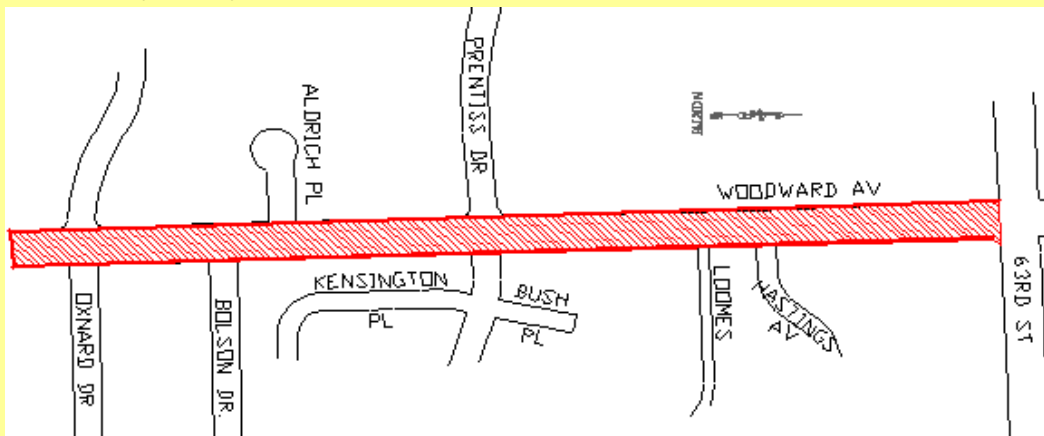 ALDRICH PL
PRENTISS DR
NORTH
WOODWARD AV
KENSINGTON
PL
BUSH
PL
OXNARD DR
BOLSON DR.
LOOMES
HASTINGS
AV
63RD ST